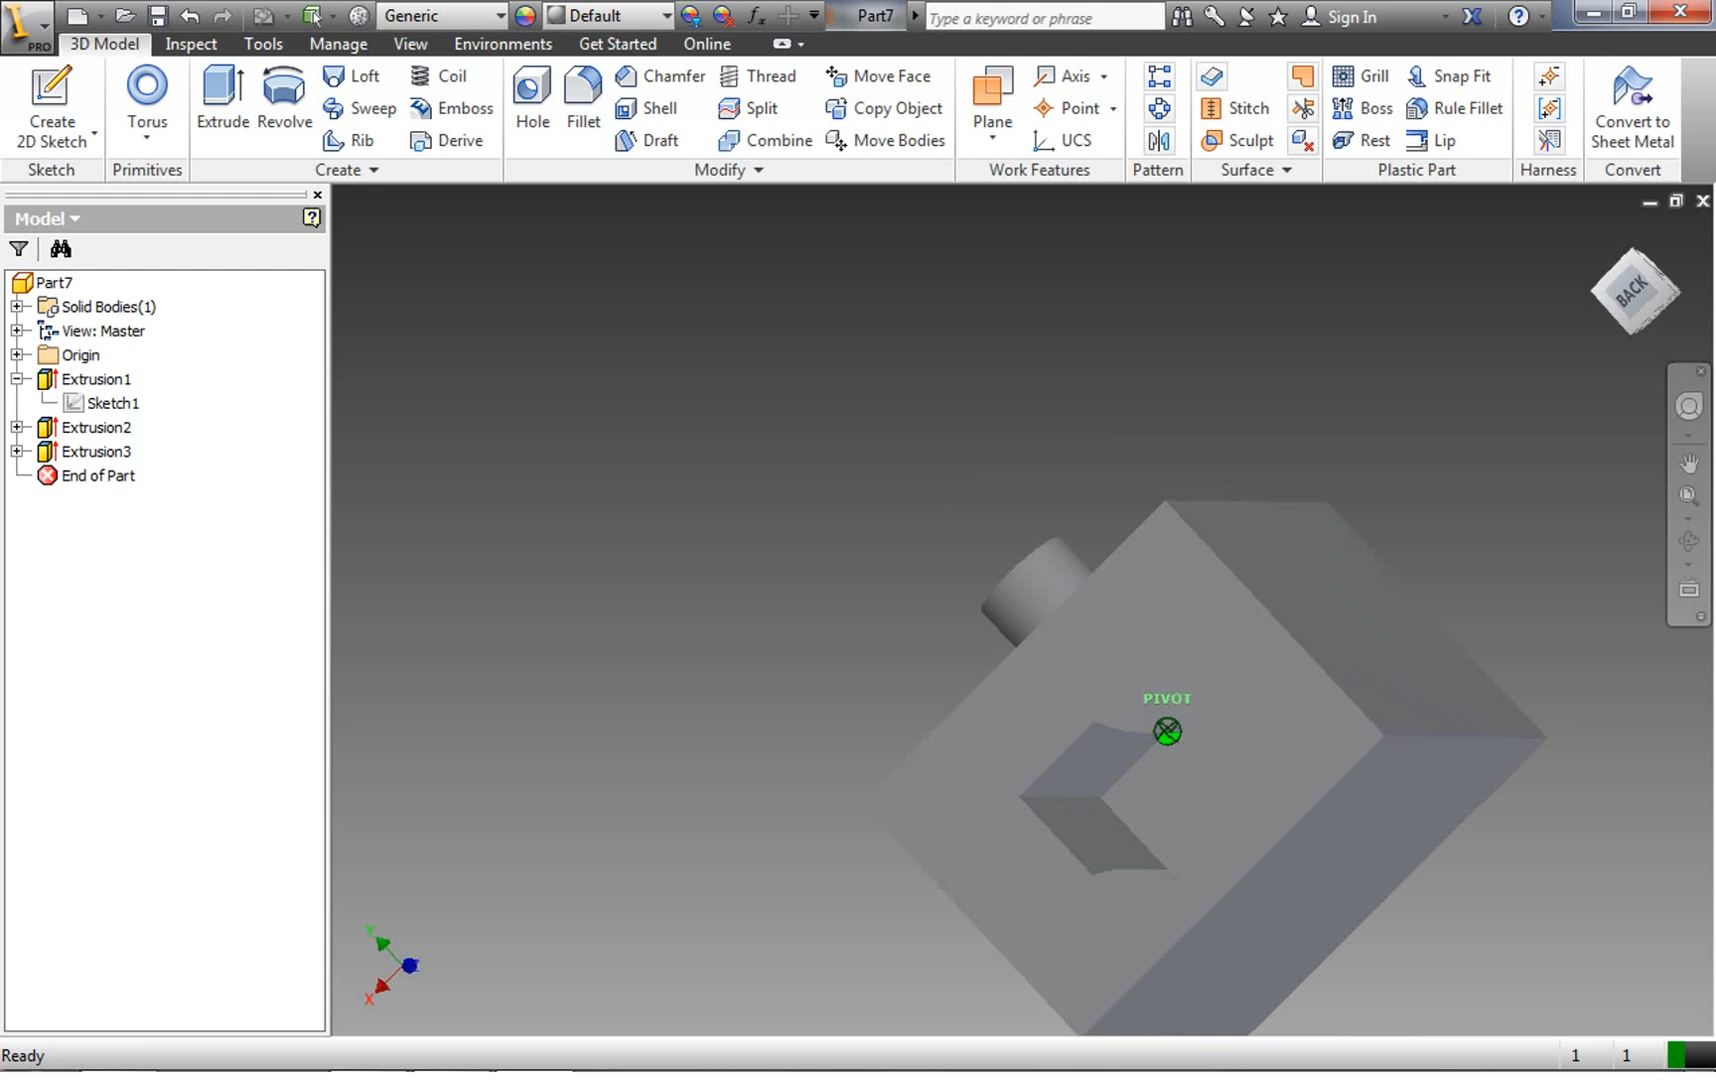 PRO
Generic
Default
fx
Part7
Type a keyword or phrase
Sign In
3D Model
Inspect
Tools
Manage
View
Environments
Get Started
Online
Create
2D Sketch
Torus
Extrude
Revolve
Loft
Sweep
Rib
Coil
Emboss
Derive
Hole
Fillet
Chamfer
Shell
Draft
Thread
Split
Combine
Move Face
Copy Object
Move Bodies
Plane
Axis
Point
UCS
Stitch
Sculpt
Grill
Boss
Rest
Snap Fit
Rule Fillet
Lip
Convert to
Sheet Metal
Sketch
Primitives
Create
Modify
Work Features
Pattern
Surface
Plastic Part
Harness
Convert
Model
Part7
Solid Bodies(1)
View: Master
Origin
Extrusion1
Sketch1
Extrusion2
Extrusion3
End of Part
BACK
PIVOT
Y
X
Ready
1
1